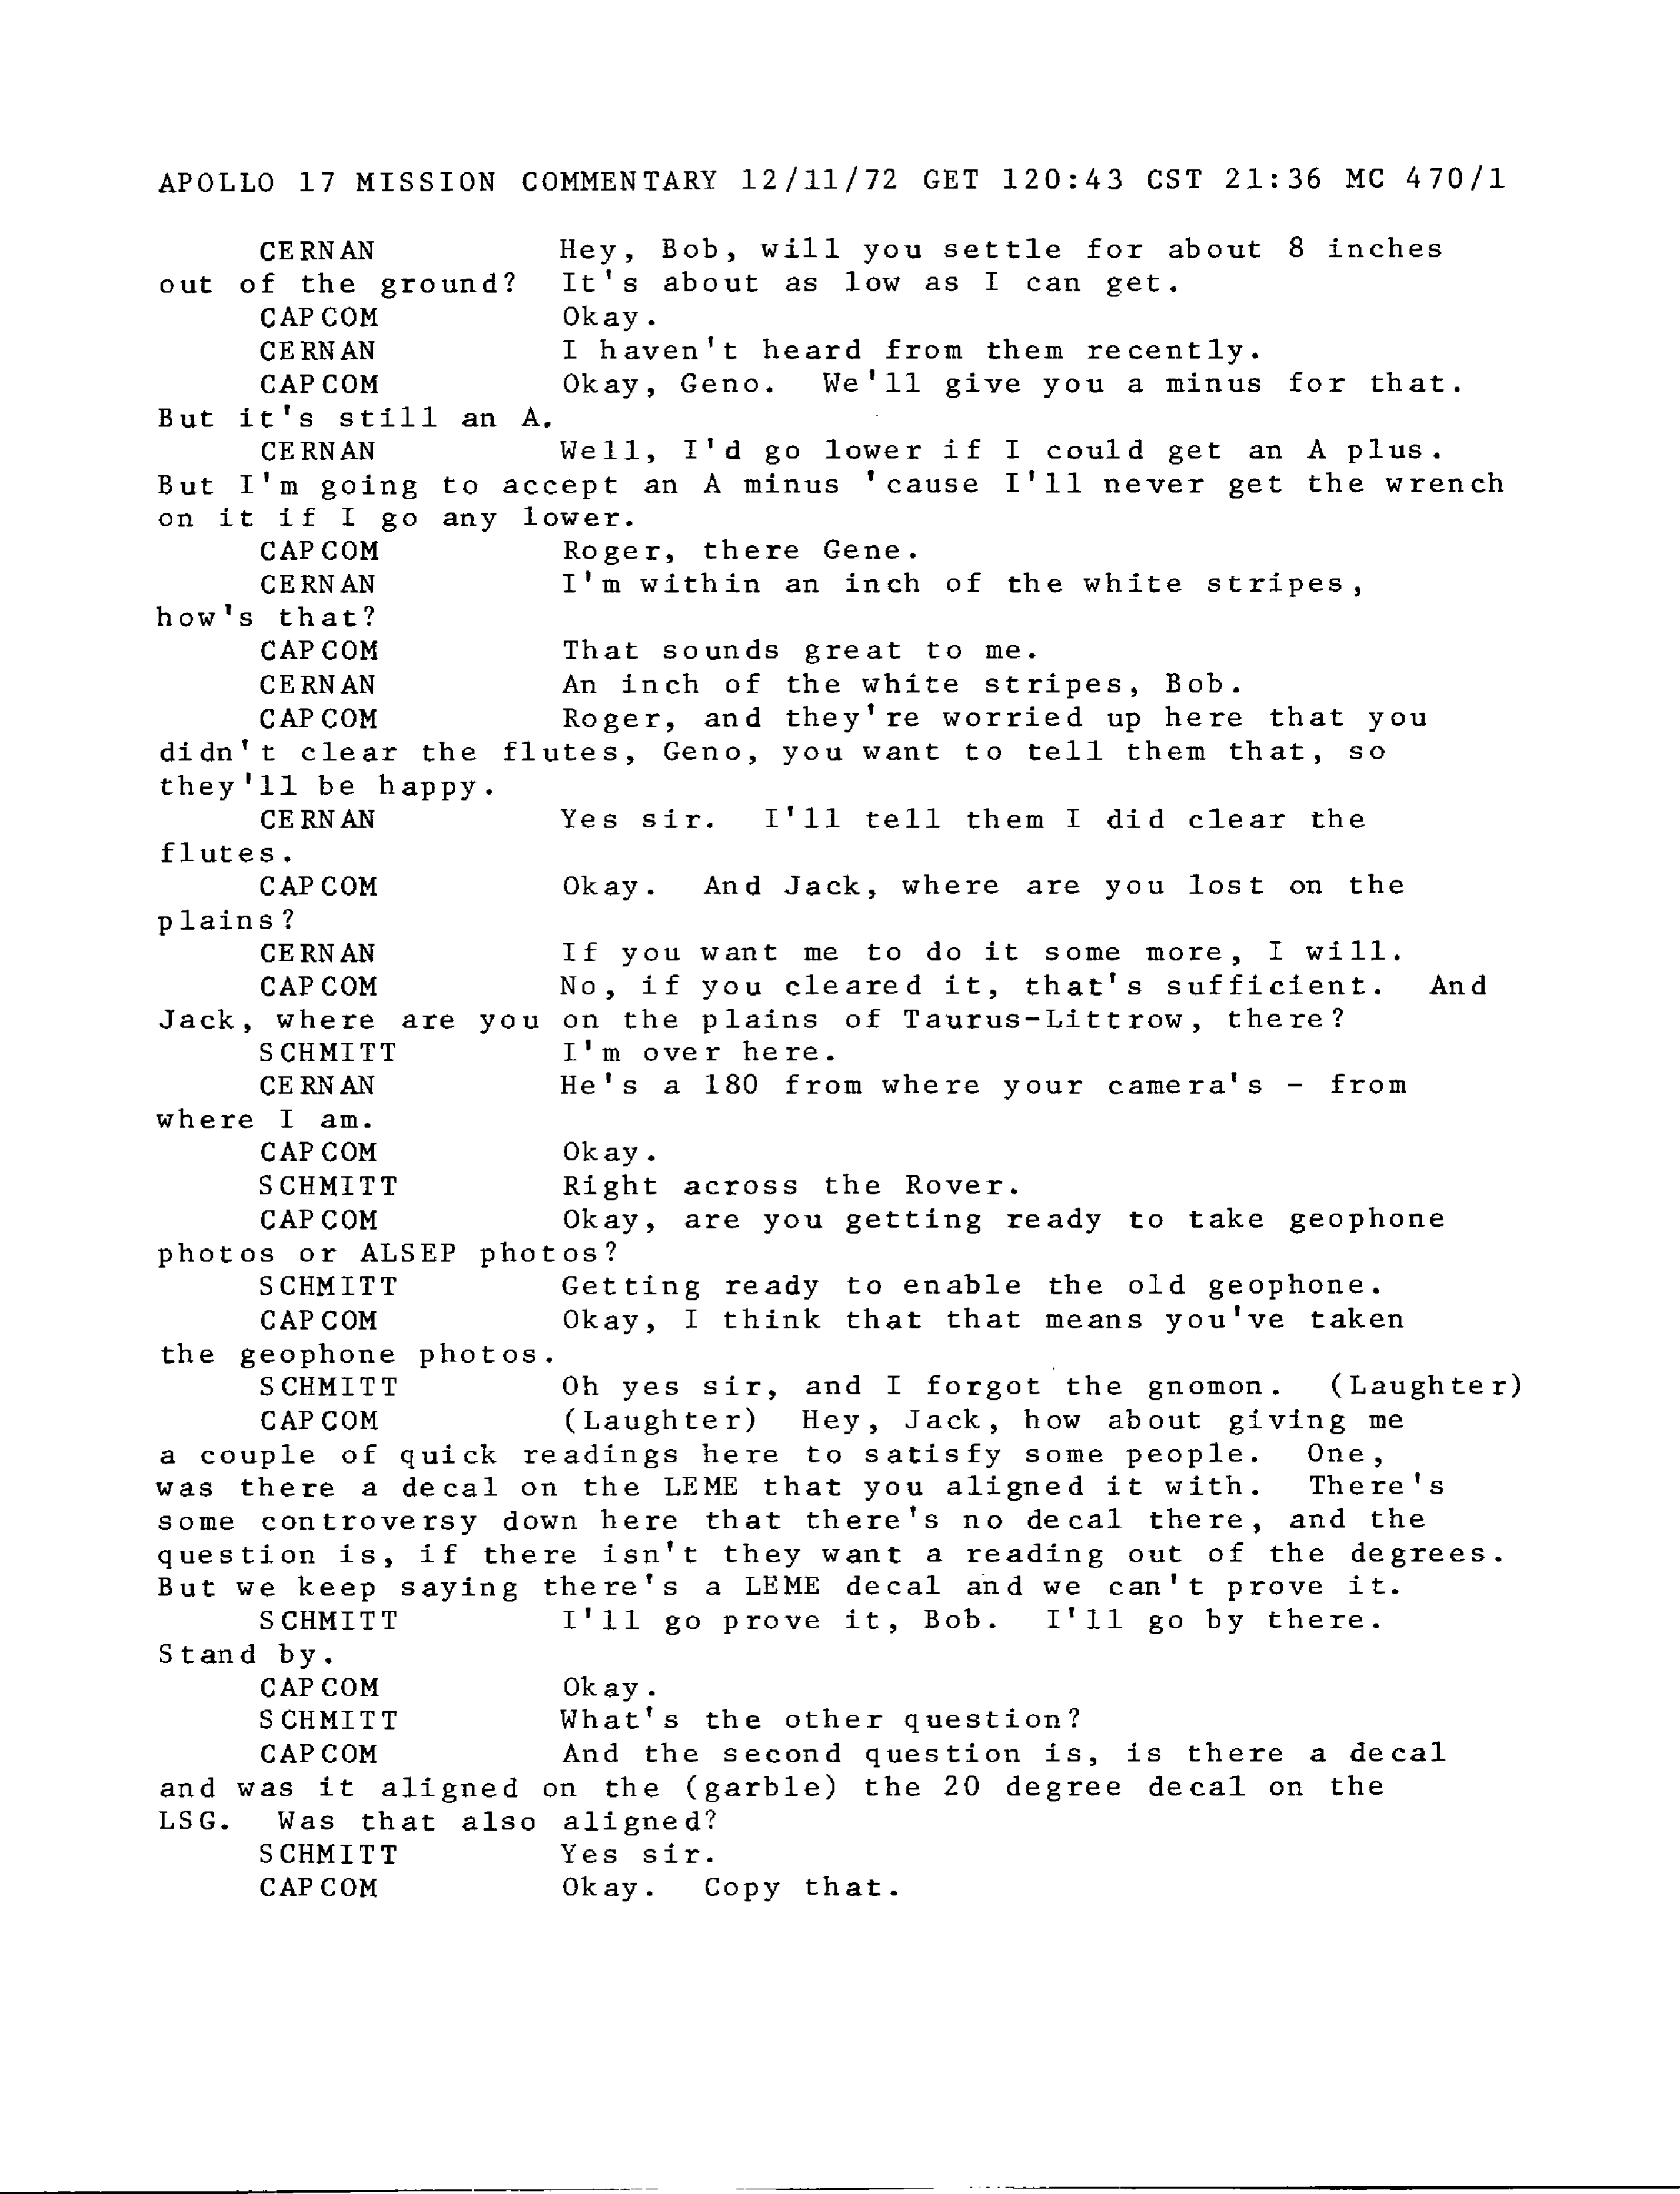 APOLLO 17 MISSION COMMENTARY 12/11/72 GET 120:43 CST 21:36 MC 470/1
CERNAN Hey, Bob, will you settle for about 8 inches
out of the ground? It's about as low as I can get.
CAPCOM Okay.
CERNAN I haven't heard from them recently.
CAPCOM Okay, Geno. We'll give you a minus for that.
But it's still an A.
CERNAN Well, I'd go lower if I could get an A plus.
But I'm going to accept an A minus 'cause I'll never get the wrench
on it if I go any lower.
CAPCOM Roger, there Gene.
CERNAN I'm within an inch of the white stripes,
how's that?
CAPCOM That sounds great to me.
CERNAN An inch of the white stripes, Bob.
CAPCOM Roger, and they're worried up here that you
didn't clear the flutes, Geno, you want to tell them that, so
they'll be happy.
CERNAN Yes sir. I'll tell them I did clear the
flutes.
CAPCOM Okay. And Jack, where are you lost on the
plains?
CERNAN If you want me to do it some more, I will.
CAPCOM No, if you cleared it, that's sufficient. And
Jack, where are you on the plains of Taurus-Littrow, there?
SCHMITT I'm over here.
CERNAN He's a 180 from where your camera's - from
where I am.
CAPCOM Okay.
SCHMITT Right across the Rover.
CAPCOM Okay, are you getting ready to take geophone
photos or ALSEP photos?
SCHMITT Getting ready to enable the old geophone.
CAPCOM Okay, I think that that means you've taken
the geophone photos.
SCHMITT Oh yes sir, and I forgot the gnomon. (Laughter)
CAPCOM (Laughter) Hey, Jack, how about giving me
a couple of quick readings here to satisfy some people. One,
was there a decal on the LEME that you aligned it with. There's
some controversy down here that there's no decal there, and the
question is, if there isn't they want a reading out of the degrees.
But we keep saying there's a LEME decal and we can't prove it.
SCHMITT I'll go prove it, Bob. I'll go by there.
Stand by.
CAPCOM Okay.
SCHMITT What's the other question?
CAPCOM And the second question is, is there a decal
and was it aligned on the (garble) the 20 degree decal on the
LSG. Was that also aligned?
SCHMITT Yes sir.
CAPCOM Okay. Copy that.